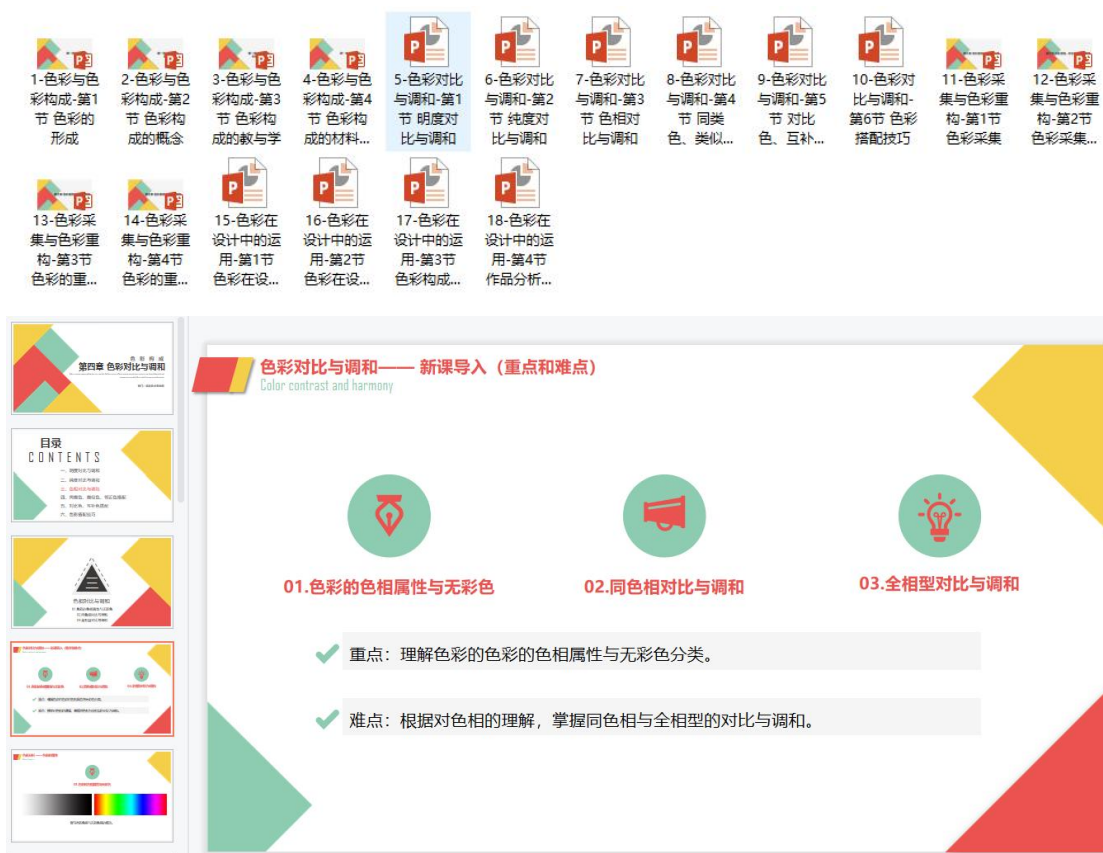 1-色彩与色
彩构成-第1
节 色彩的
形成
2-色彩与色
彩构成-第2
节 色彩构
成的概念
3-色彩与色
彩构成-第3
节 色彩构
成的教与学
4-色彩与色
彩构成-第4
节 色彩构
成的材料...
5-色彩对比
与调和-第1
节 明度对
比与调和
6-色彩对比
与调和-第2
节 纯度对
比与调和
7-色彩对比
与调和-第3
节 色相对
比与调和
8-色彩对比
与调和-第4
节 同类
色、类似...
9-色彩对比
与调和-第5
节 对比
色、互补...
10-色彩对
比与调和-
第6节 色彩
搭配技巧
11-色彩采
集与色彩重
构-第1节
色彩采集
12-色彩采
集与色彩重
构-第2节
色彩采集...
13-色彩采
集与色彩重
构-第3节
色彩的重...
14-色彩采
集与色彩重
构-第4节
色彩的重...
15-色彩在
设计中的运
用-第1节
色彩在设...
16-色彩在
设计中的运
用-第2节
色彩在设...
17-色彩在
设计中的运
用-第3节
色彩构成...
18-色彩在
设计中的运
用-第4节
作品分析...
色彩构成
第四章 色彩对比与调和
目录
CONTENTS
色彩对比与调和—— 新课导入（重点和难点）
Color contrast and harmony
01.色彩的色相属性与无彩色
02.同色相对比与调和
03.全相型对比与调和
重点：理解色彩的色彩的色相属性与无彩色分类。
难点：根据对色相的理解，掌握同色相与全相型的对比与调和。